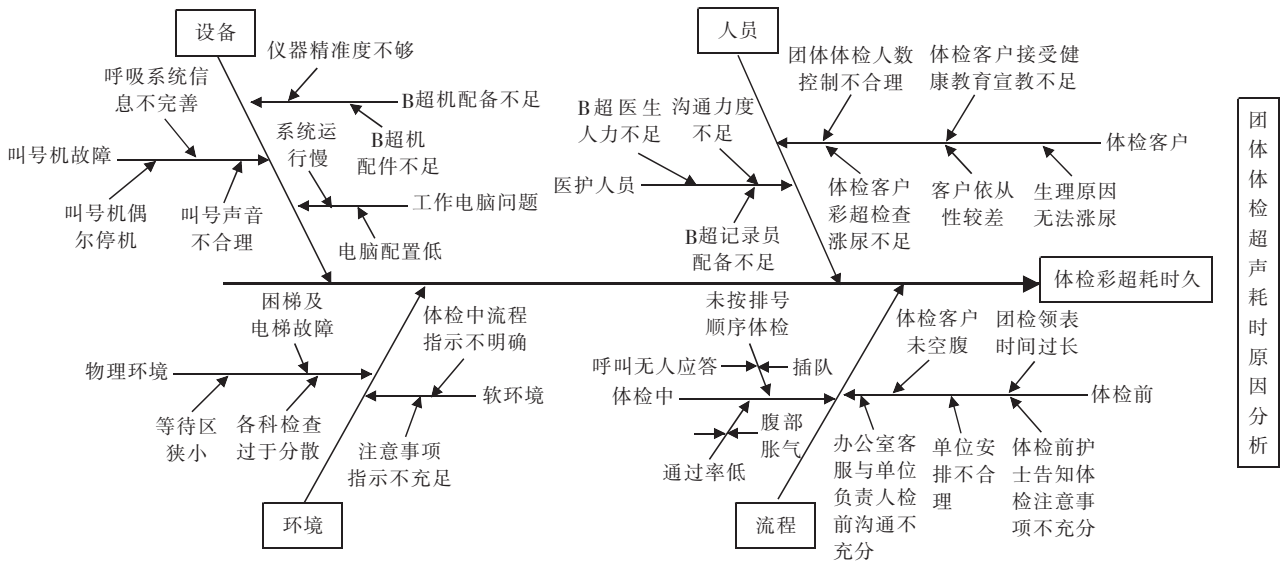 设备
仪器精准度不够
呼吸系统信
息不完善
B超机配备不足
系统运
行慢
B超机
配件不足
叫号机故障
叫号机偶
尔停机
叫号声音
不合理
工作电脑问题
电脑配置低
人员
团体体检人数
控制不合理
体检客户接受健
康教育宣教不足
B超医生
人力不足
沟通力度
不足
体检客户
医护人员
体检客户
彩超检查
涨尿不足
客户依从
性较差
生理原因
无法涨尿
B超记录员
配备不足
体检彩超耗时久
团体体检超声耗时原因分析
困梯及
电梯故障
体检中流程
指示不明确
物理环境
软环境
等待区
狭小
各科检查
过于分散
注意事项
指示不充足
环境
未按排号
顺序体检
呼叫无人应答
插队
体检中
腹部
胀气
通过率低
体检客户
未空腹
团检领表
时间过长
体检前
办公室客
服与单位
负责人检
前沟通不
充分
单位安
排不合
理
体检前护
士告知体
检注意事
项不充分
流程